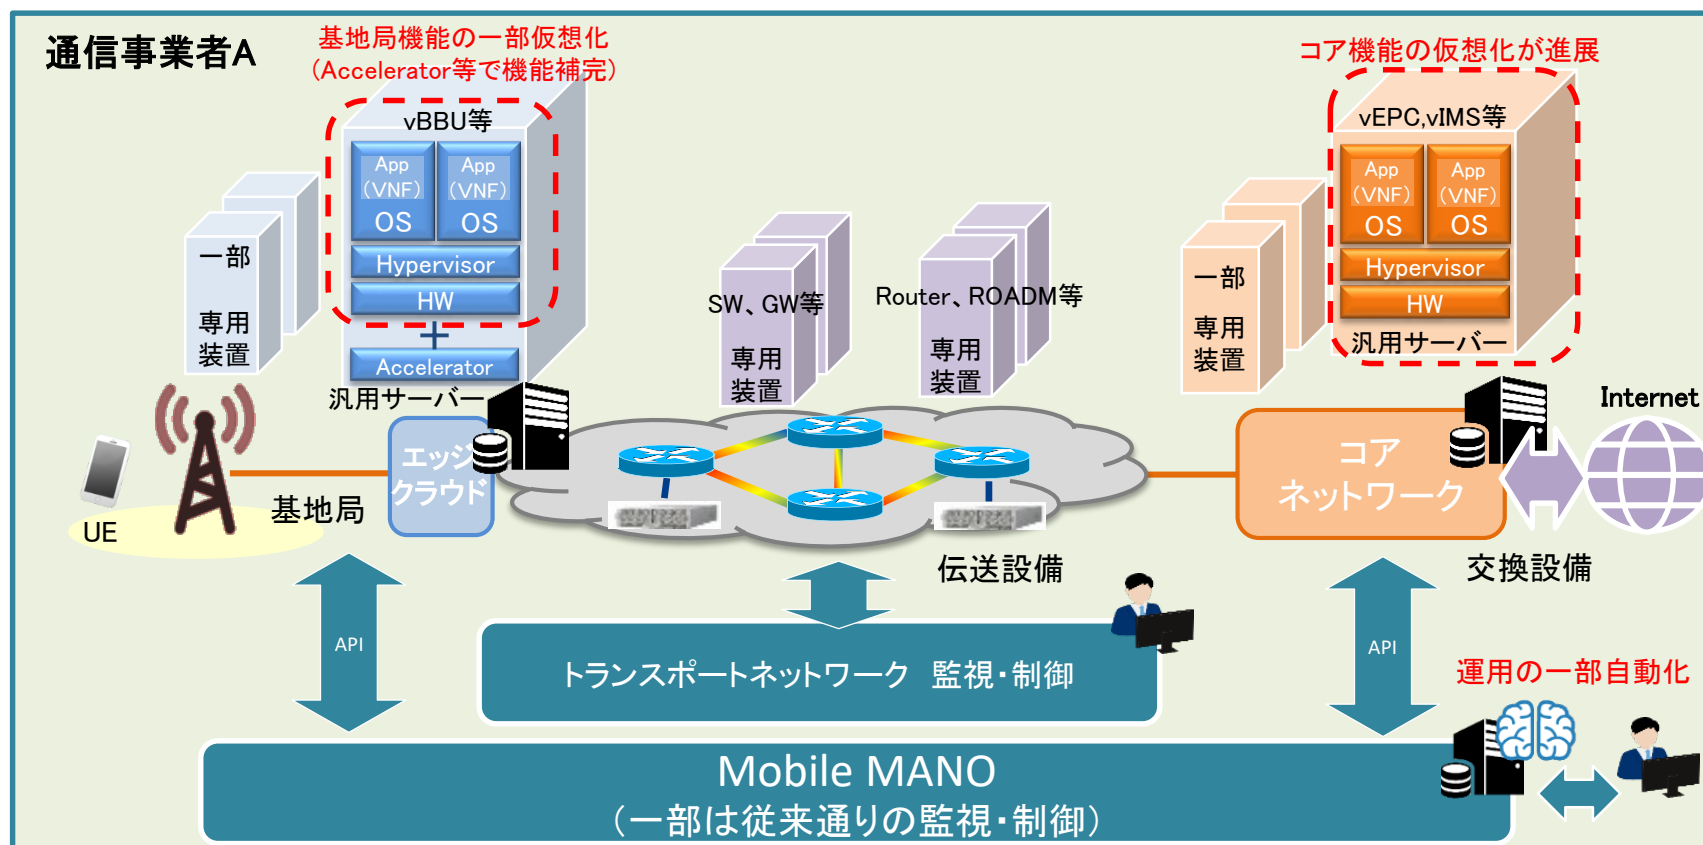 通信事業者A
基地局機能の一部仮想化
(Accelerator等で機能補完)
コア機能の仮想化が進展
vBBU等
App
(VNF)
OS
App
(VNF)
OS
Hypervisor
HW
+
Accelerator
汎用サーバー
一部
専用
装置
SW、GW等
専用
装置
Router、ROADM等
専用
装置
一部
専用
装置
vEPC,vIMS等
App
(VNF)
OS
App
(VNF)
OS
Hypervisor
HW
汎用サーバー
Internet
エッジ
クラウド
コア
ネットワーク
UE
基地局
伝送設備
交換設備
API
API
トランスポートネットワーク 監視・制御
運用の一部自動化
Mobile MANO
(一部は従来通りの監視・制御)